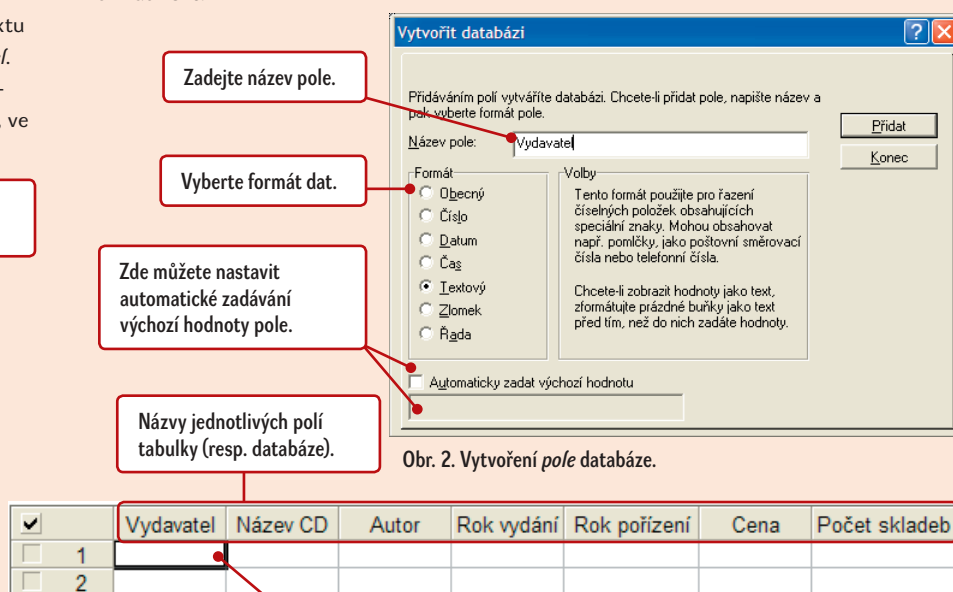 ktu
l.
-
, ve
Vytvořit databázi
Zadejte název pole.
Přidáváním polí vytváříte databázi. Chcete-li přidat pole, napište název a
pak vyberte formát pole.
Název pole:
Vydavatel
Přidat
Konec
Vyberte formát dat.
Formát
Obecný
Číslo
Datum
Čas
Textový
Zlomek
Řada
Volby
Tento formát použijte pro řazení
číselných položek obsahujících
speciální znaky. Mohou obsahovat
např. pomlčky, jako poštovní směrovací
čísla nebo telefonní čísla.
Chcete-li zobrazit hodnoty jako text,
zformátujte prázdné buňky jako text
před tím, než do nich zadáte hodnoty.
Zde můžete nastavit
automatické zadávání
výchozí hodnoty pole.
Automaticky zadat výchozí hodnotu
Názvy jednotlivých polí
tabulky (resp. databáze).
Obr. 2. Vytvoření pole databáze.
Vydavatel Název CD Autor Rok vydání Rok pořízení Cena Počet skladeb
1
2